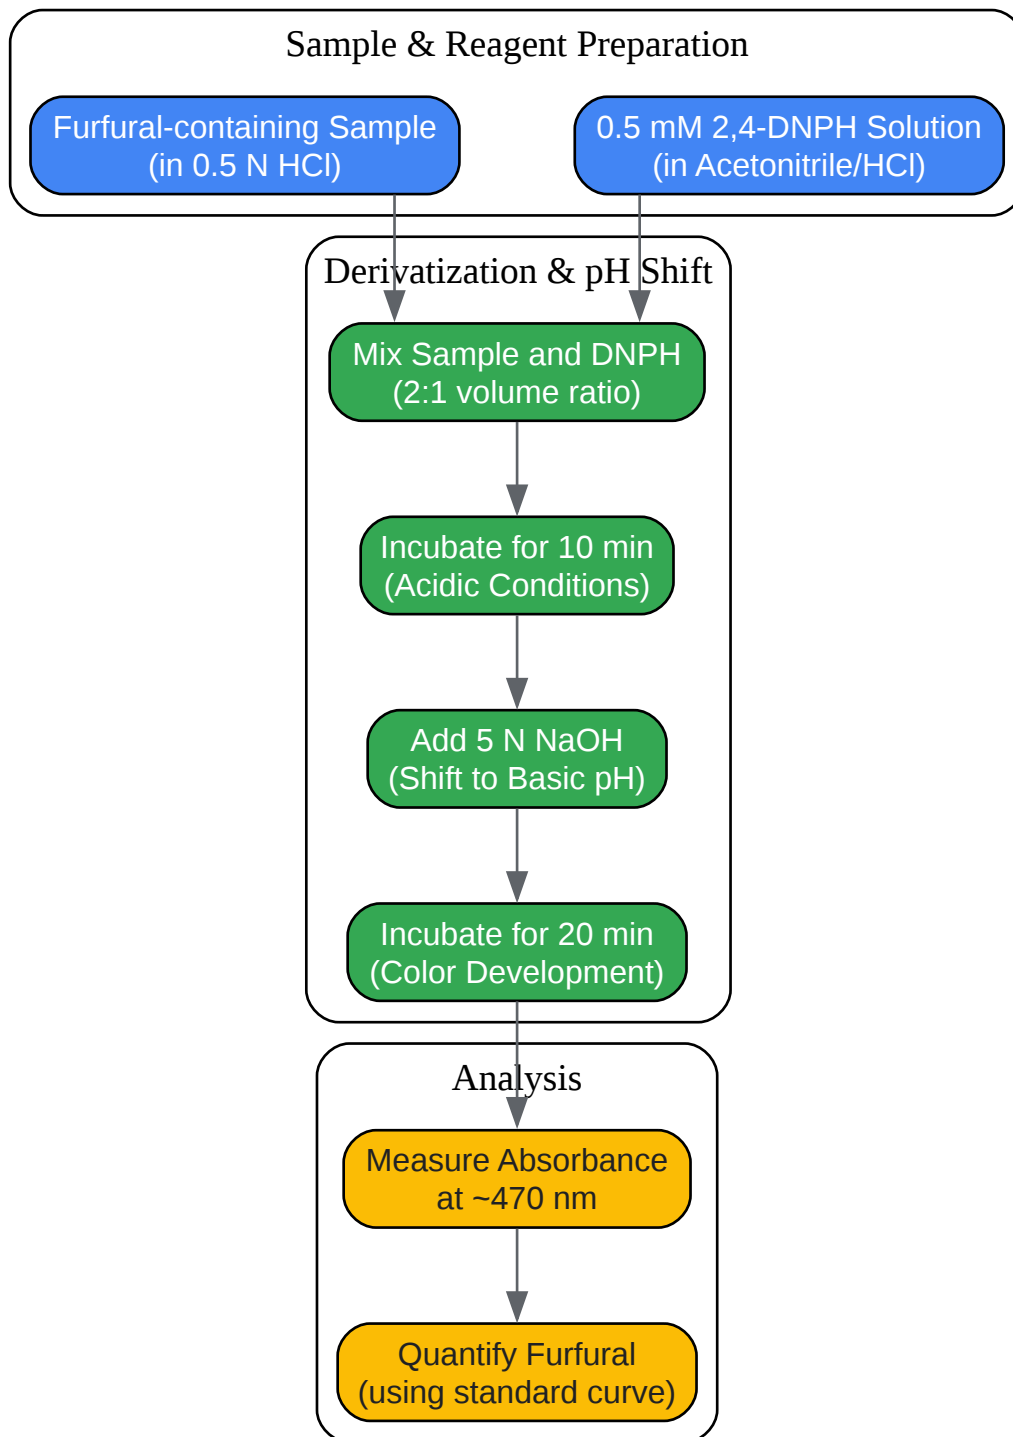 Sample & Reagent Preparation
Furfural-containing Sample
(in 0.5 N HCl)
0.5 mM 2,4-DNPH Solution
(in Acetonitrile/HCl)
Derivatization & pH Shift
Mix Sample and DNPH
(2:1 volume ratio)
Incubate for 10 min
(Acidic Conditions)
Add 5 N NaOH
(Shift to Basic pH)
Incubate for 20 min
(Color Development)
Analysis
Measure Absorbance
at ~470 nm
Quantify Furfural
(using standard curve)